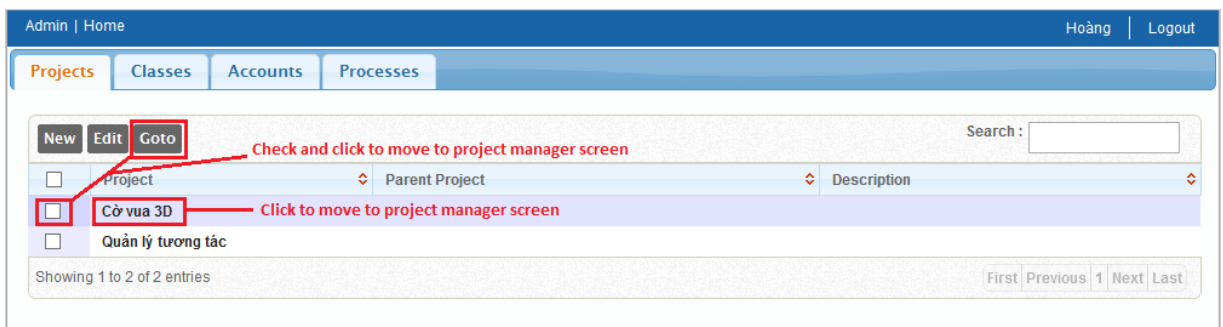 Admin | Home Hoàng Logout
Projects Classes Accounts Processes
New Edit Goto Search :
Check and click to move to project manager screen
Project Parent Project Description
Cờ vua 3D Click to move to project manager screen
Quản lý tương tác
Showing 1 to 2 of 2 entries First Previous 1 Next Last